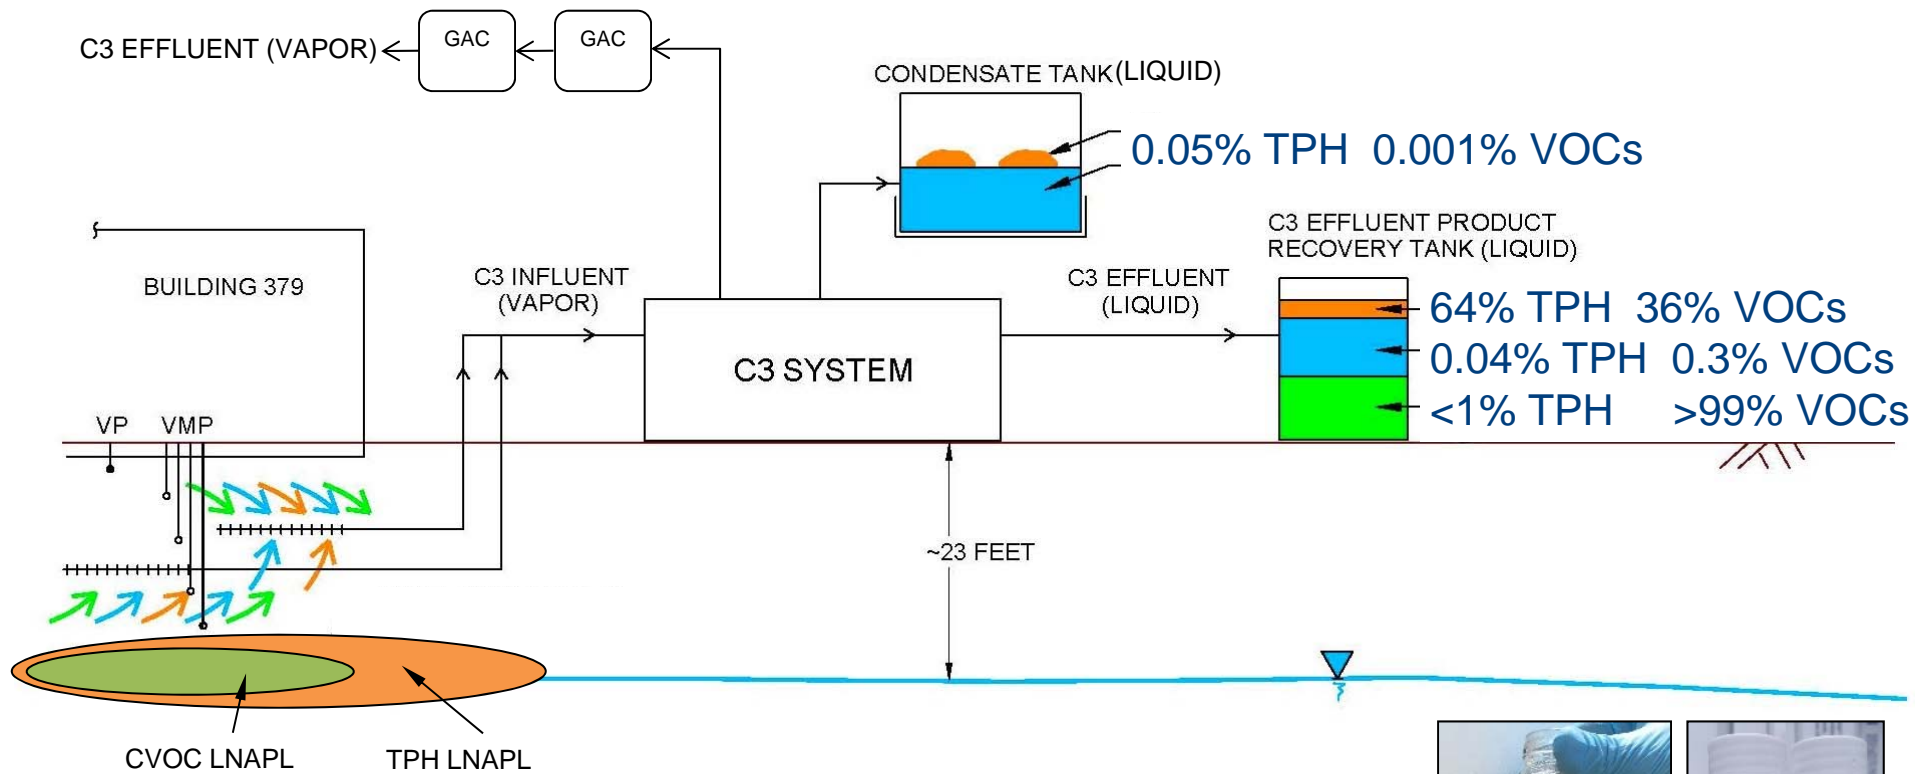 C3 EFFLUENT (VAPOR)
GAC
GAC
CONDENSATE TANK (LIQUID)
0.05% TPH 0.001% VOCs
C3 EFFLUENT PRODUCT
RECOVERY TANK (LIQUID)
BUILDING 379
C3 INFLUENT
(VAPOR)
C3 EFFLUENT
(LIQUID)
64% TPH 36% VOCs
0.04% TPH 0.3% VOCs
<1% TPH >99% VOCs
C3 SYSTEM
VP
VMP
~23 FEET
CVOC LNAPL
TPH LNAPL